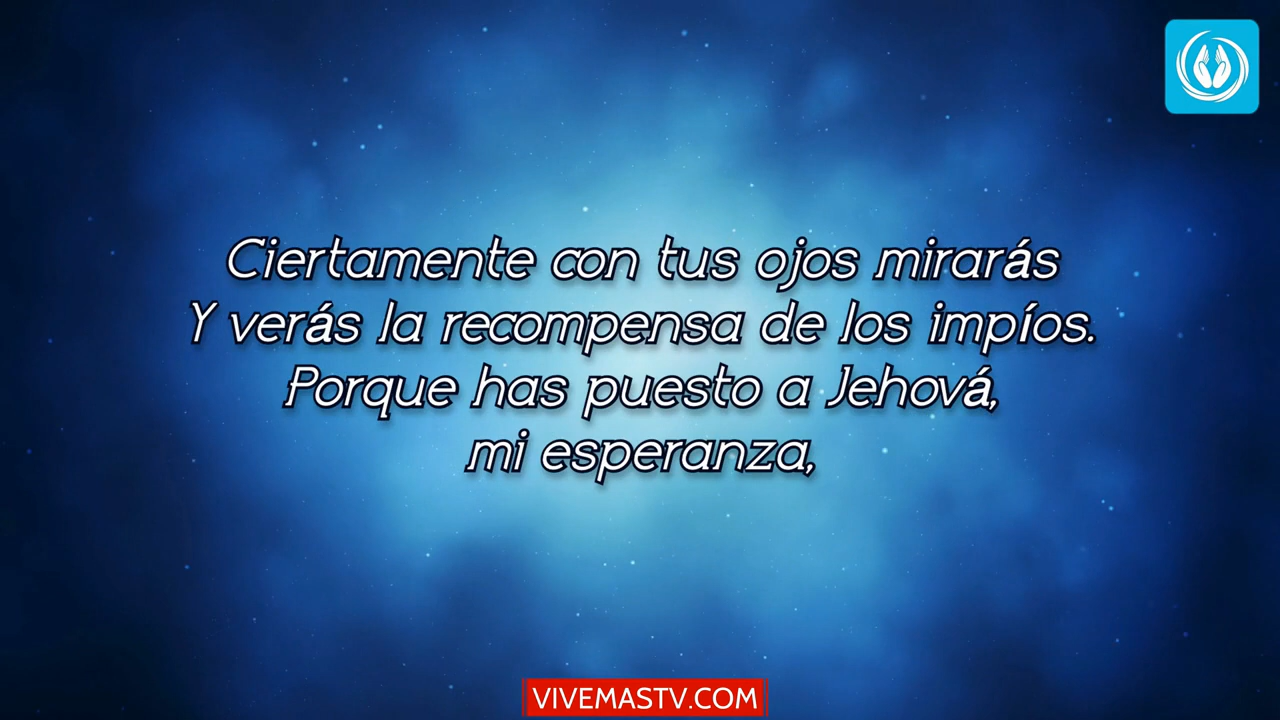 Ciertamente con tus ojos mirarás
Y verás la recompensa de los impíos.
Porque has puesto a Jehová,
mi esperanza,
VIVEMASTV.COM